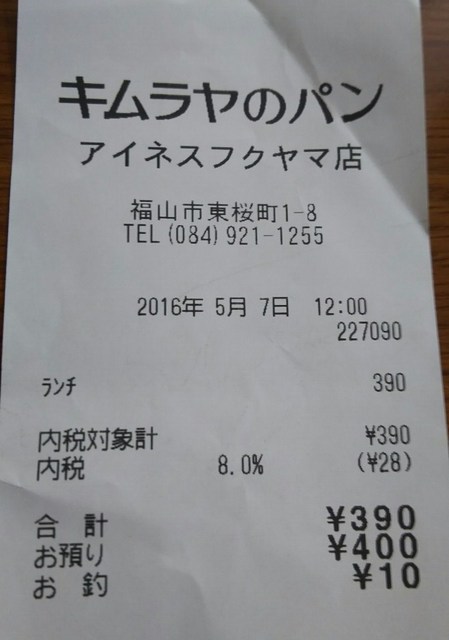 キムラヤのパン
アイネスフクヤマ店
福山市東桜町1-8
TEL(084)921-1255
2016年 5月 7日 12:00
227090
ﾗﾝﾁ 390
内税対象計 ¥390
内税 8.0% (¥28)
合 計 ¥390
お預り ¥400
お 釣 ¥10